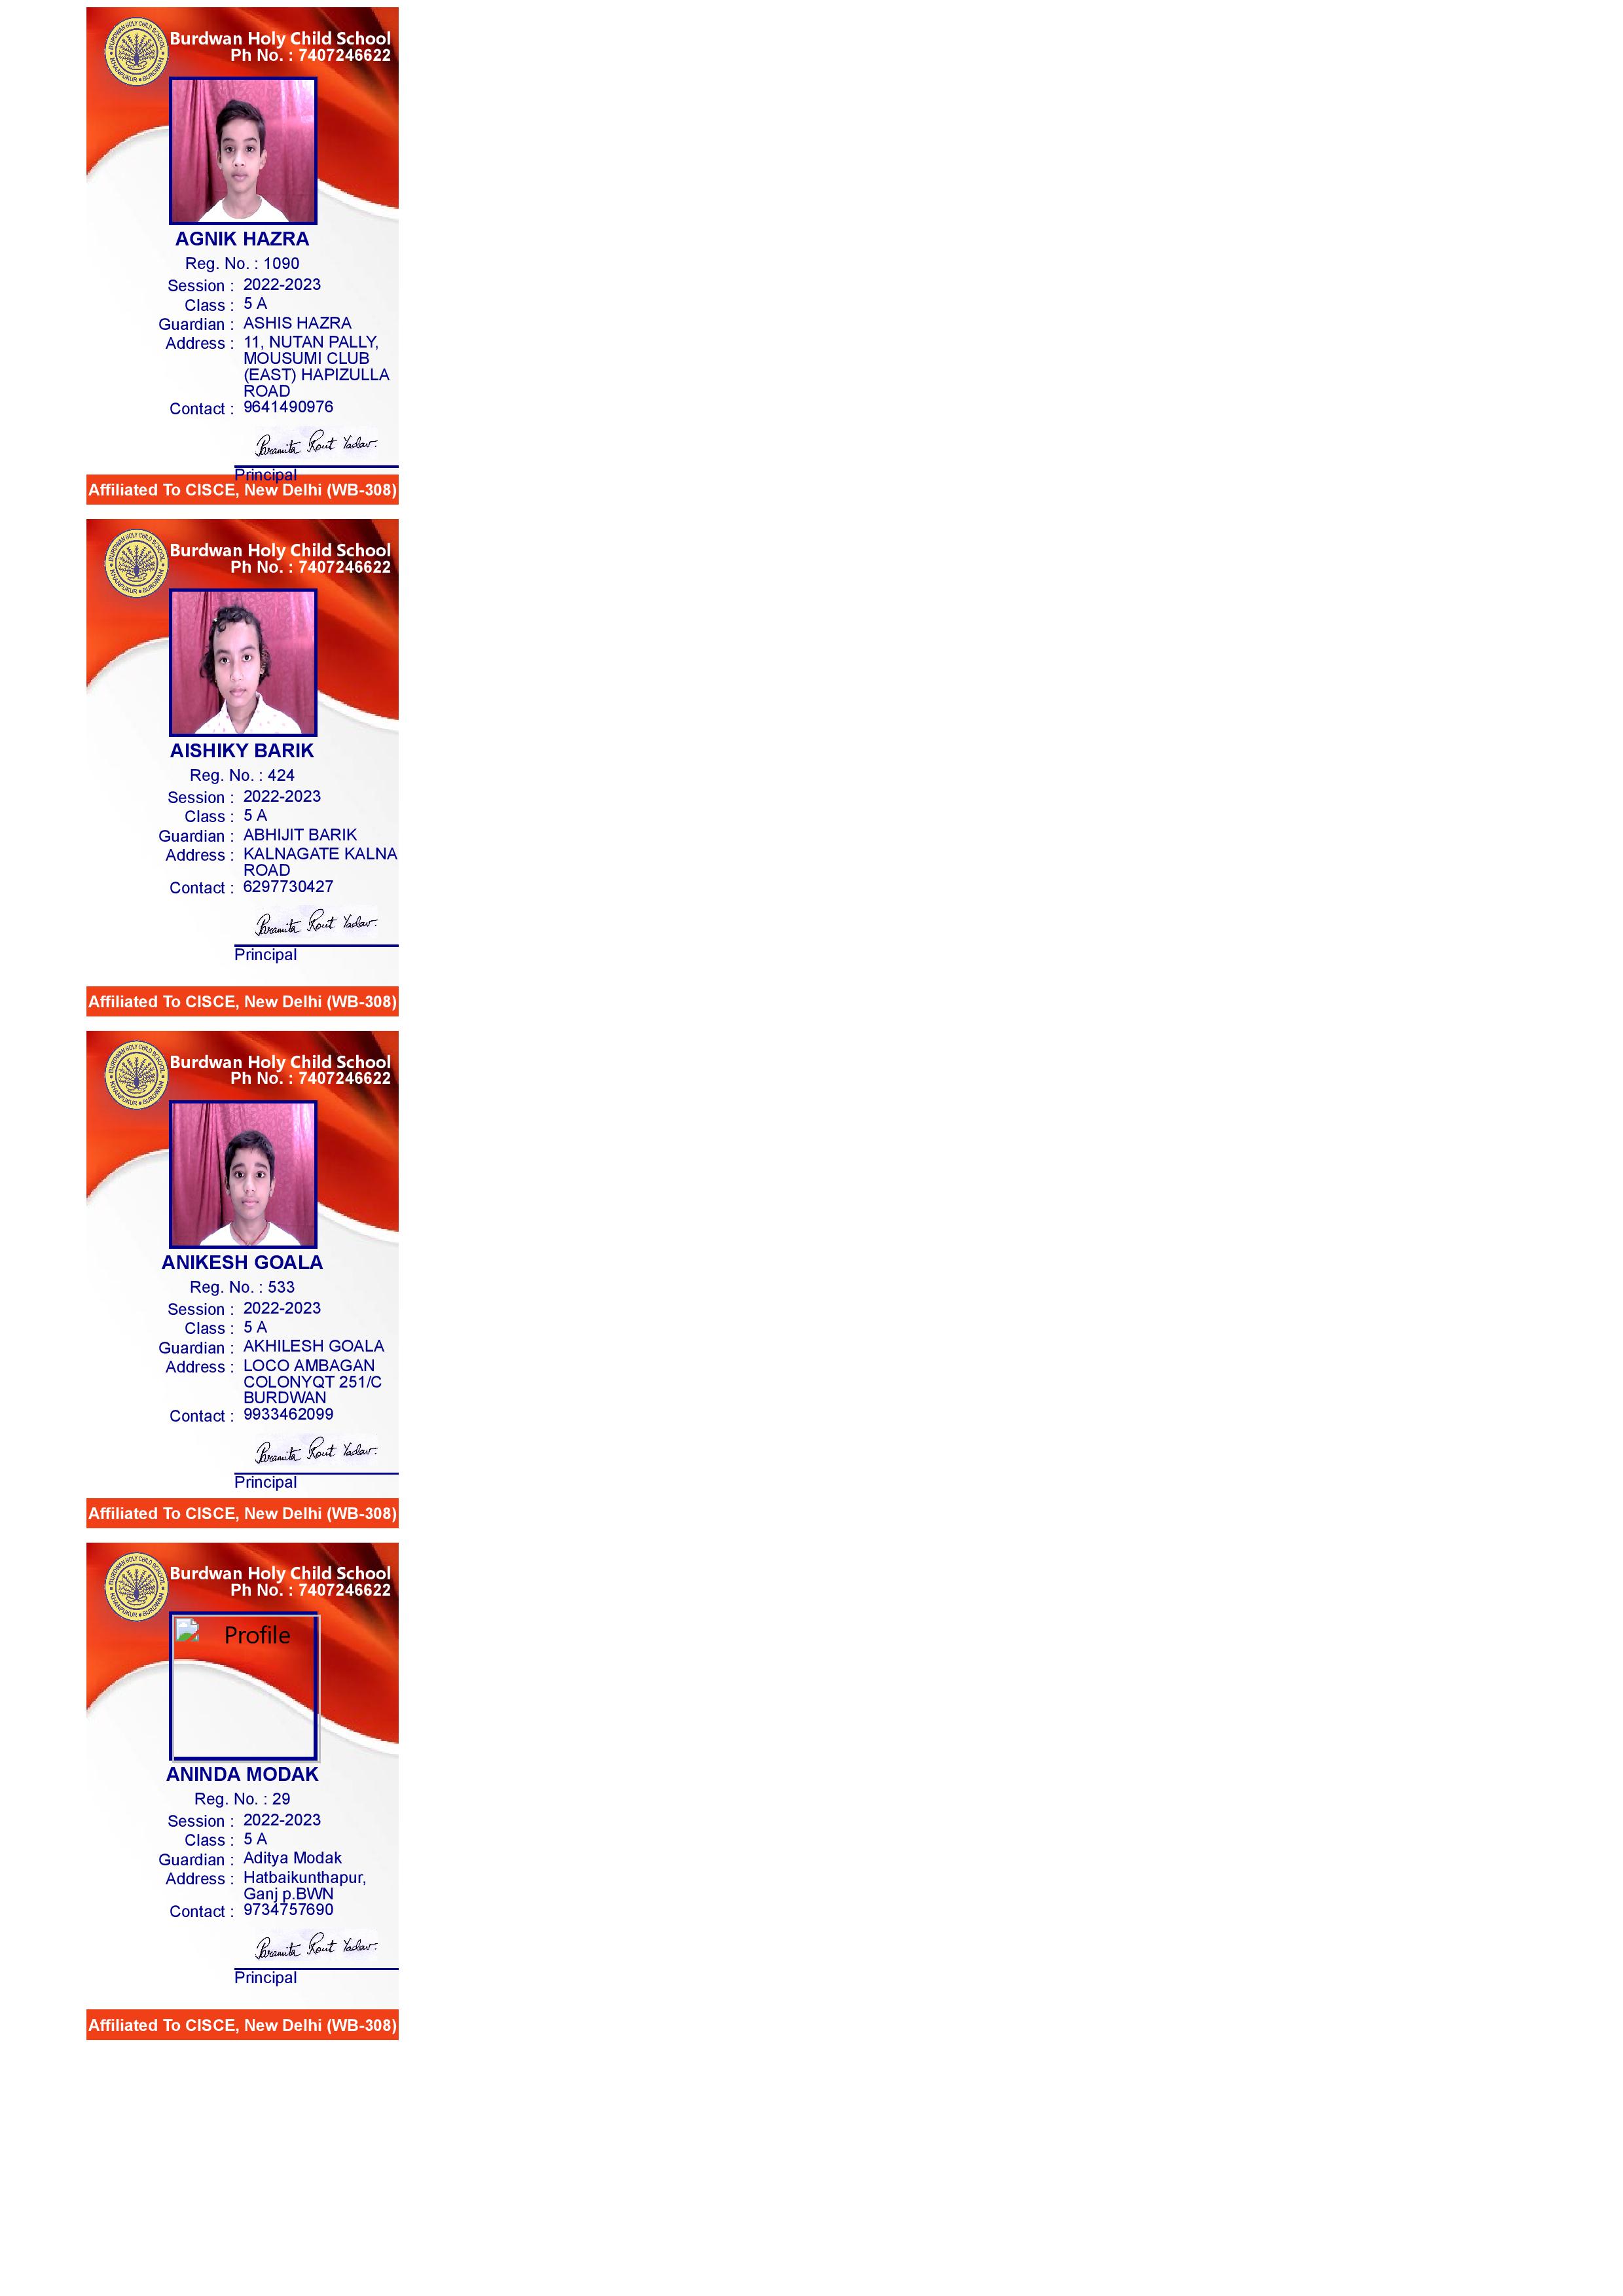 BURDWAN HOLY CHILD SCHOOL
KHANPUKUR ● BURDWAN
Burdwan Holy Child School
Ph No. : 7407246622
AGNIK HAZRA
Reg. No. : 1090
Session : 2022-2023
Class : 5 A
Guardian : ASHIS HAZRA
Address : 11, NUTAN PALLY,
MOUSUMI CLUB
(EAST) HAPIZULLA
ROAD
Contact : 9641490976
Paramita Rout Yadav.
Principal
Affiliated To CISCE, New Delhi (WB-308)
BURDWAN HOLY CHILD SCHOOL
KHANPUKUR ● BURDWAN
Burdwan Holy Child School
Ph No. : 7407246622
AISHIKY BARIK
Reg. No. : 424
Session : 2022-2023
Class : 5 A
Guardian : ABHIJIT BARIK
Address : KALNAGATE KALNA
ROAD
Contact : 6297730427
Paramita Rout Yadav.
Principal
Affiliated To CISCE, New Delhi (WB-308)
BURDWAN HOLY CHILD SCHOOL
KHANPUKUR ● BURDWAN
Burdwan Holy Child School
Ph No. : 7407246622
ANIKESH GOALA
Reg. No. : 533
Session : 2022-2023
Class : 5 A
Guardian : AKHILESH GOALA
Address : LOCO AMBAGAN
COLONYQT 251/C
BURDWAN
Contact : 9933462099
Paramita Rout Yadav.
Principal
Affiliated To CISCE, New Delhi (WB-308)
BURDWAN HOLY CHILD SCHOOL
KHANPUKUR ● BURDWAN
Burdwan Holy Child School
Ph No. : 7407246622
Profile
ANINDA MODAK
Reg. No. : 29
Session : 2022-2023
Class : 5 A
Guardian : Aditya Modak
Address : Hatbaikunthapur,
Ganj p.BWN
Contact : 9734757690
Paramita Rout Yadav.
Principal
Affiliated To CISCE, New Delhi (WB-308)